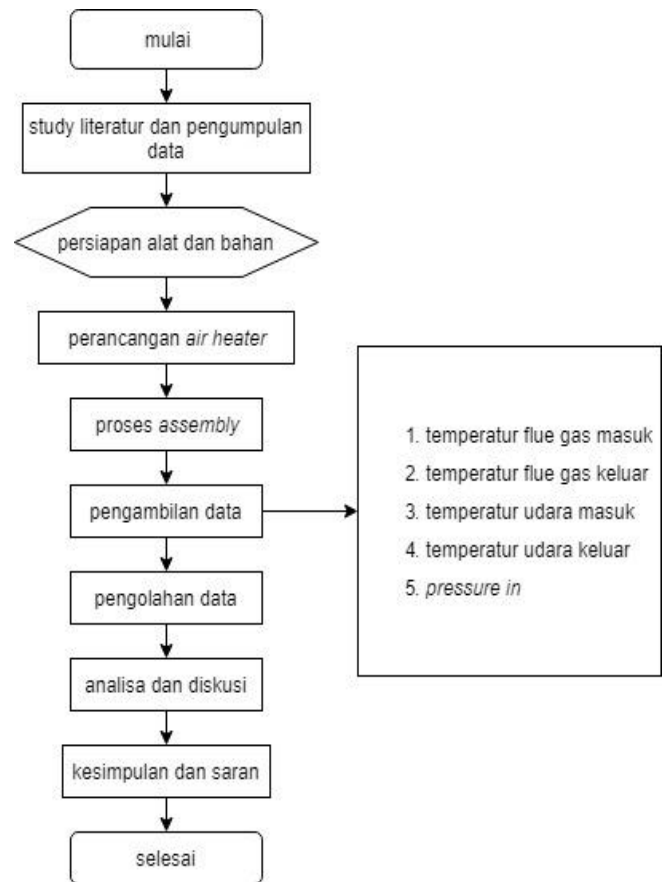 mulai
study literatur dan pengumpulan
data
persiapan alat dan bahan
perancangan air heater
proses assembly
pengambilan data
1. temperatur flue gas masuk
2. temperatur flue gas keluar
3. temperatur udara masuk
4. temperatur udara keluar
5. pressure in
pengolahan data
analisa dan diskusi
kesimpulan dan saran
selesai